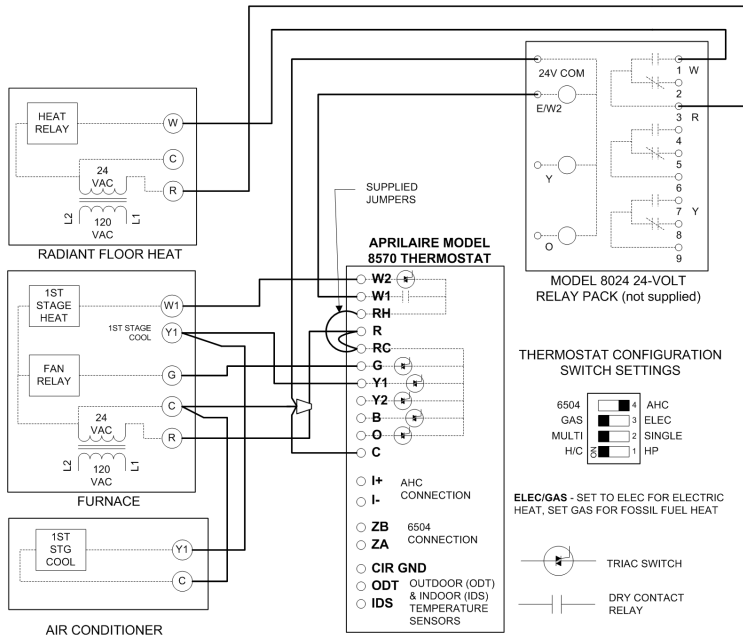 HEAT
RELAY
W
C
R
24
VAC
L2
120
VAC
L1
RADIANT FLOOR HEAT
1ST
STAGE
HEAT
W1
Y1
1ST STAGE
COOL
FAN
RELAY
G
C
R
24
VAC
L2
120
VAC
L1
FURNACE
1ST
STG
COOL
Y1
C
AIR CONDITIONER
SUPPLIED
JUMPERS
APRILAIRE MODEL
8570 THERMOSTAT
W2
W1
RH
R
RC
G
Y1
Y2
B
O
C
I+
I-
AHC
CONNECTION
ZB
ZA
6504
CONNECTION
CIR GND
ODT
IDS
OUTDOOR (ODT)
& INDOOR (IDS)
TEMPERATURE
SENSORS
24V COM
E/W2
Y
O
1 W
2
3 R
4
5
6
7 Y
8
9
MODEL 8024 24-VOLT
RELAY PACK (not supplied)
THERMOSTAT CONFIGURATION
SWITCH SETTINGS
6504 4 AHC
GAS 3 ELEC
MULTI 2 SINGLE
H/C ON 1 HP
ELEC/GAS - SET TO ELEC FOR ELECTRIC
HEAT, SET GAS FOR FOSSIL FUEL HEAT
TRIAC SWITCH
DRY CONTACT
RELAY